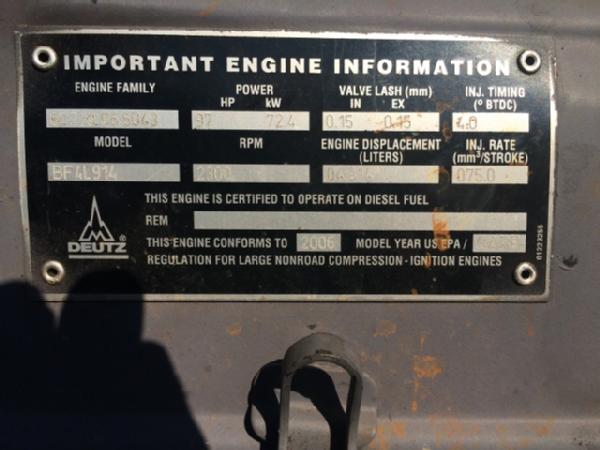 IMPORTANT ENGINE INFORMATION
ENGINE FAMILY POWER VALVE LASH (mm) INJ. TIMING
HP kW IN EX (° BTDC)
97 72.4 0.15 0.15 4.0
MODEL RPM ENGINE DISPLACEMENT INJ. RATE
(LITERS) (mm³/STROKE)
BF4L914 2300 075.0
THIS ENGINE IS CERTIFIED TO OPERATE ON DIESEL FUEL
REM
DEUTZ
THIS ENGINE CONFORMS TO 2006 MODEL YEAR US EPA /
REGULATION FOR LARGE NONROAD COMPRESSION - IGNITION ENGINES